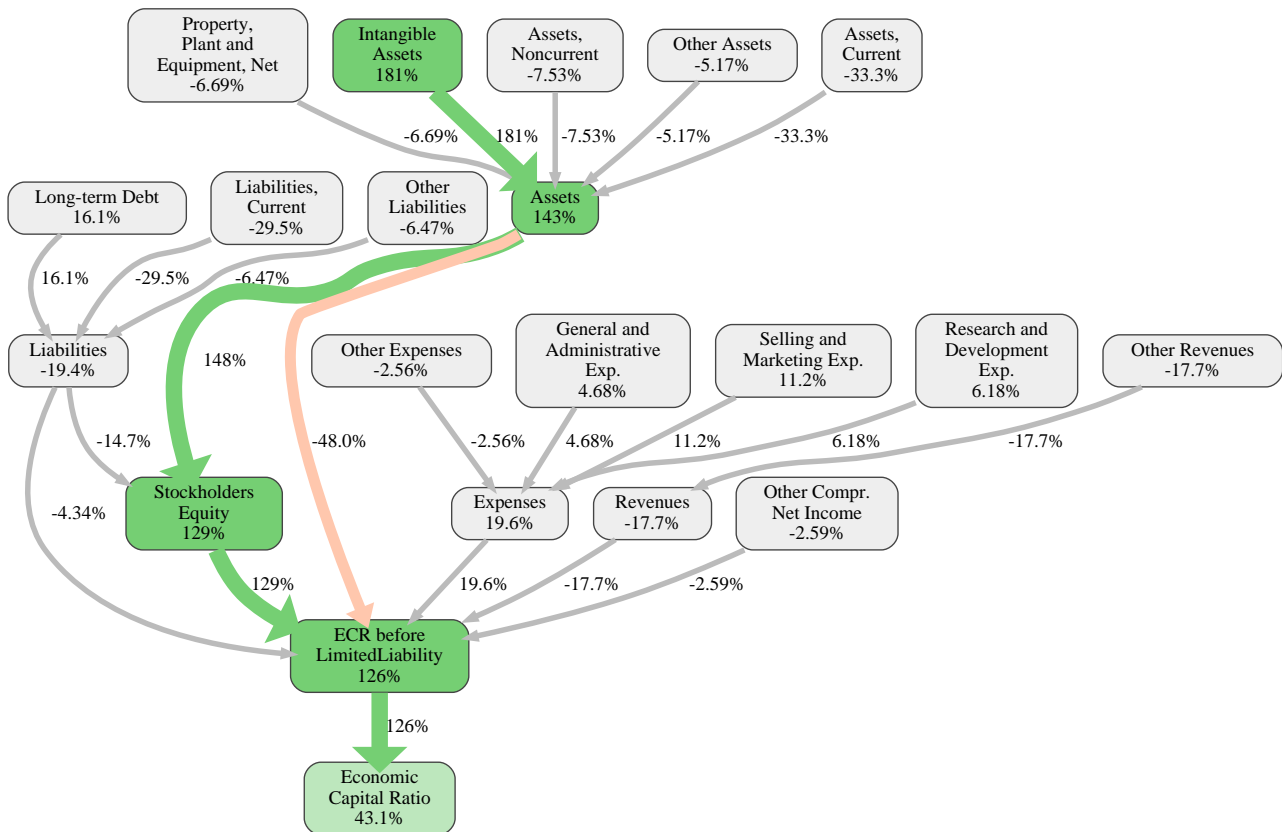 Property,
Plant and
Equipment, Net
-6.69%
Intangible
Assets
181%
Assets,
Noncurrent
-7.53%
Other Assets
-5.17%
Assets,
Current
-33.3%
-6.69%
181%
-7.53%
-5.17%
-33.3%
Long-term Debt
16.1%
Liabilities,
Current
-29.5%
Other
Liabilities
-6.47%
Assets
143%
16.1%
-29.5%
-6.47%
Liabilities
-19.4%
148%
Other Expenses
-2.56%
General and
Administrative
Exp.
4.68%
Selling and
Marketing Exp.
11.2%
Research and
Development
Exp.
6.18%
Other Revenues
-17.7%
-14.7%
-48.0%
-2.56%
4.68%
11.2%
6.18%
-17.7%
-4.34%
Stockholders
Equity
129%
Expenses
19.6%
Revenues
-17.7%
Other Compr.
Net Income
-2.59%
129%
19.6%
-17.7%
-2.59%
ECR before
LimitedLiability
126%
126%
Economic
Capital Ratio
43.1%